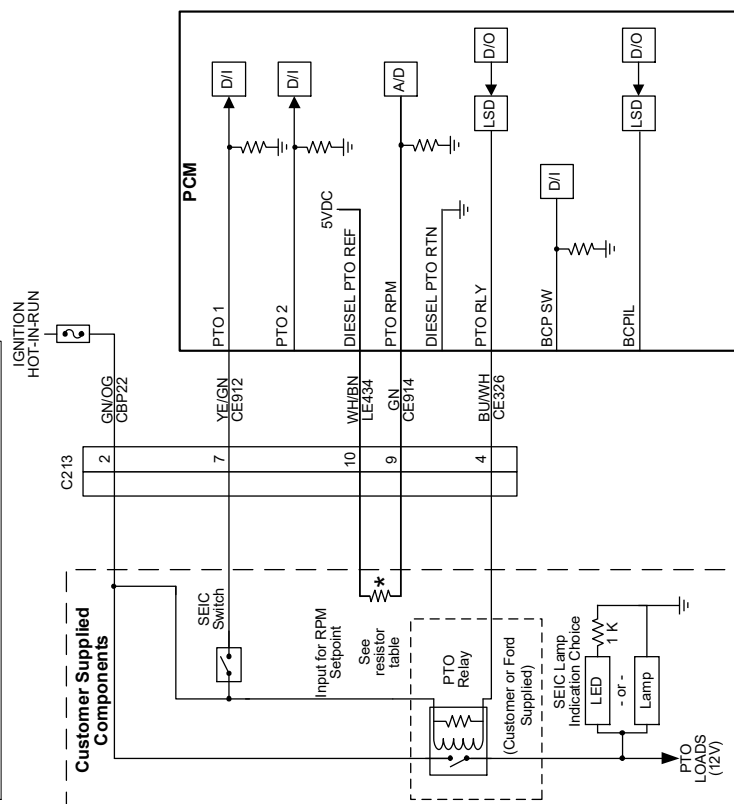 IGNITION
HOT-IN-RUN
PCM
GN/OG
CBP22
YE/GN
CE912
WH/BN
LE434
GN
CE914
BU/WH
CE326
C213
2
7
10
9
4
PTO 1
PTO 2
DIESEL PTO REF
5VDC
PTO RPM
DIESEL PTO RTN
PTO RLY
BCP SW
BCPIL
D/I
D/I
A/D
LSD
D/O
D/I
LSD
D/O
Customer Supplied
Components
SEIC
Switch
Input for RPM
Setpoint
*
See
resistor
table
PTO
Relay
(Customer or Ford
Supplied)
SEIC Lamp
Indication Choice
LED
1 K
- or -
Lamp
PTO
LOADS
(12V)